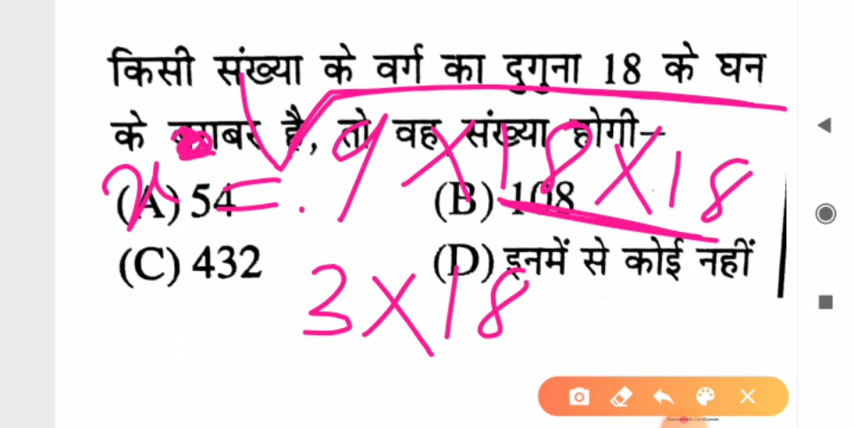 किसी संख्या के वर्ग का दुगुना 18 के घन
के बराबर है, तो वह संख्या होगी-
x = √9 × 18 × 18
(A) 54 (B) 108
(C) 432 (D) इनमें से कोई नहीं
3 × 18